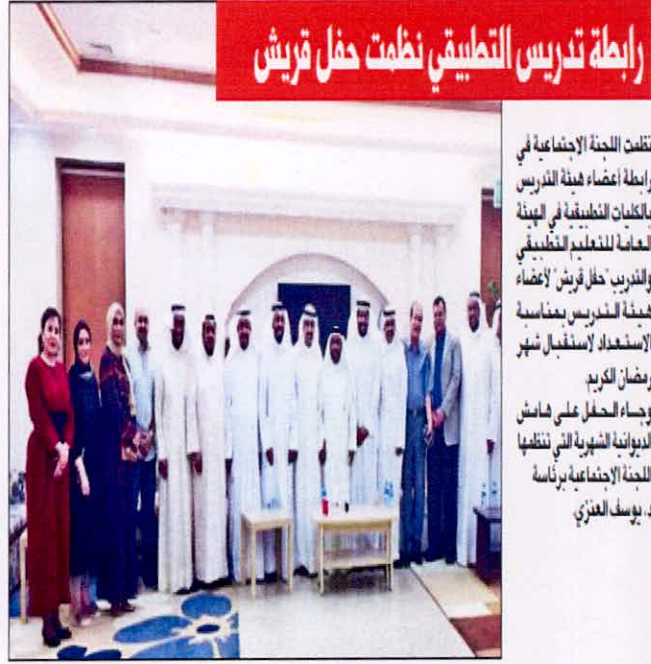 رابطة تدريس التطبيقي نظمت حفل قريش
نظمت اللجنة الاجتماعية في
رابطة أعضاء هيئة التدريس
بالكليات التطبيقية في الهيئة
العامة للتعليم التطبيقي
والتدريب "حفل قريش" لأعضاء
هيئة التدريس بمناسبة
الاستعداد لاستقبال شهر
رمضان الكريم.
وجاء الحفل على هامش
الديوانية الشهرية التي تنظمها
اللجنة الاجتماعية برئاسة
د. يوسف العنزي.